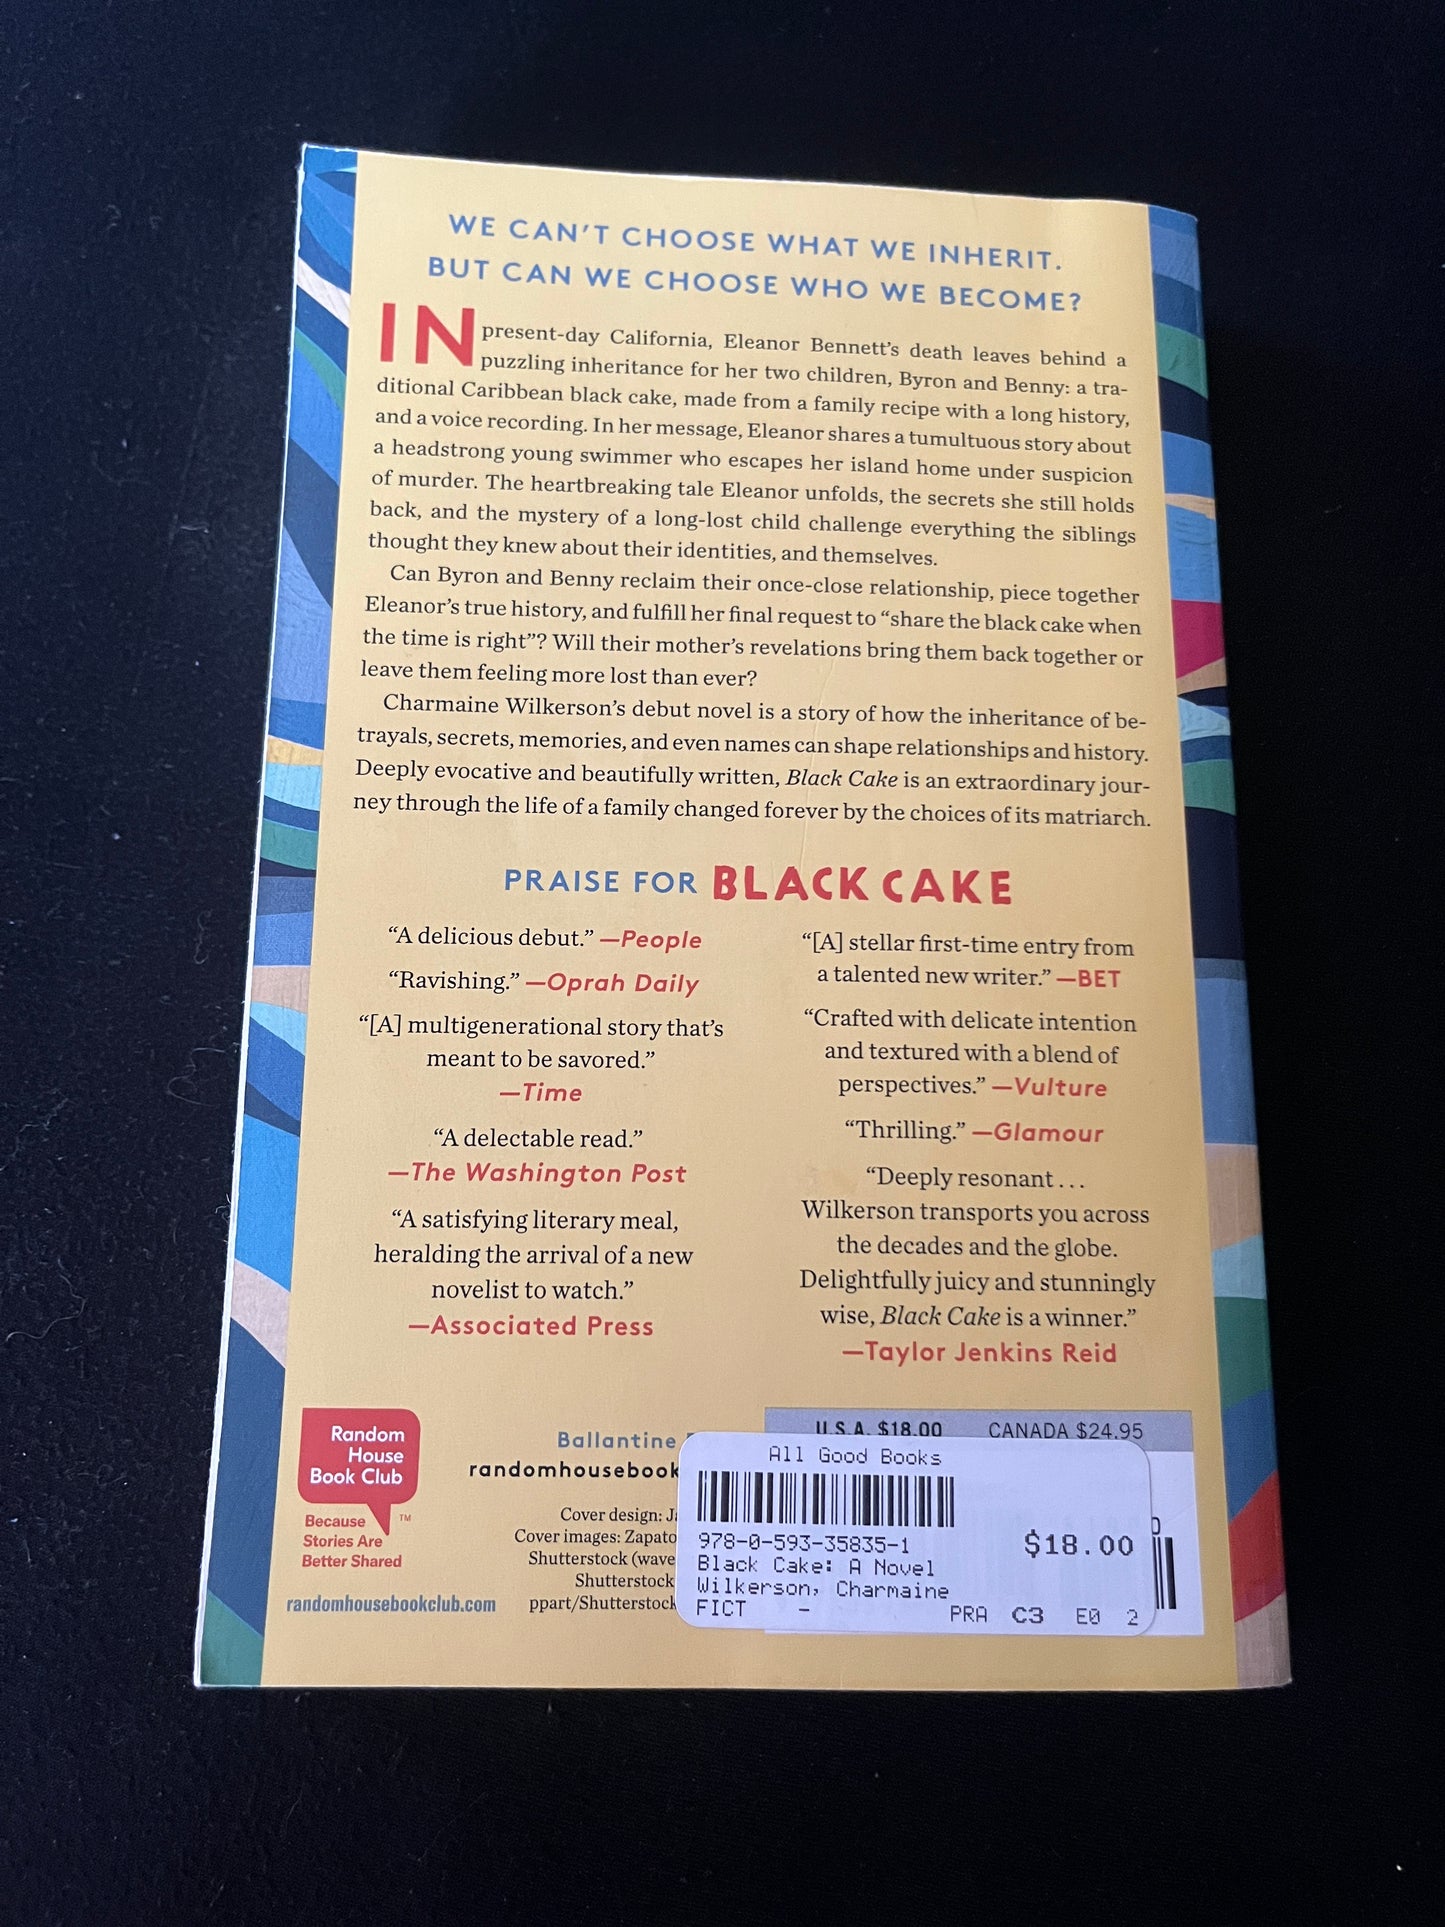 WE CAN'T CHOOSE WHAT WE INHERIT.
BUT CAN WE CHOOSE WHO WE BECOME?
IN present-day California, Eleanor Bennett's death leaves behind a
puzzling inheritance for her two children, Byron and Benny: a tra-
ditional Caribbean black cake, made from a family recipe with a long history,
and a voice recording. In her message, Eleanor shares a tumultuous story about
a headstrong young swimmer who escapes her island home under suspicion
of murder. The heartbreaking tale Eleanor unfolds, the secrets she still holds
back, and the mystery of a long-lost child challenge everything the siblings
thought they knew about their identities, and themselves.
Can Byron and Benny reclaim their once-close relationship, piece together
Eleanor's true history, and fulfill her final request to “share the black cake when
the time is right”? Will their mother's revelations bring them back together or
leave them feeling more lost than ever?
Charmaine Wilkerson's debut novel is a story of how the inheritance of be-
trayals, secrets, memories, and even names can shape relationships and history.
Deeply evocative and beautifully written, Black Cake is an extraordinary jour-
ney through the life of a family changed forever by the choices of its matriarch.
PRAISE FOR BLACK CAKE
“A delicious debut.” —People
“Ravishing.” —Oprah Daily
“[A] multigenerational story that's
meant to be savored.”
—Time
“A delectable read.”
—The Washington Post
“A satisfying literary meal,
heralding the arrival of a new
novelist to watch.”
—Associated Press
“[A] stellar first-time entry from
a talented new writer.” —BET
“Crafted with delicate intention
and textured with a blend of
perspectives.” —Vulture
“Thrilling.” —Glamour
“Deeply resonant . . .
Wilkerson transports you across
the decades and the globe.
Delightfully juicy and stunningly
wise, Black Cake is a winner.”
—Taylor Jenkins Reid
Random
House
Book Club
Because
Stories Are
Better Shared
™
randomhousebookclub.com
Ballantine
randomhousebook
Cover design:
Cover images: Zapato
Shutterstock (wave
Shutterstock
ppart/Shutterstock
U.S.A. $18.00 CANADA $24.95
All Good Books
978-0-593-35835-1
$18.00
Black Cake: A Novel
Wilkerson, Charmaine
FICT - PRA C3 E0 2